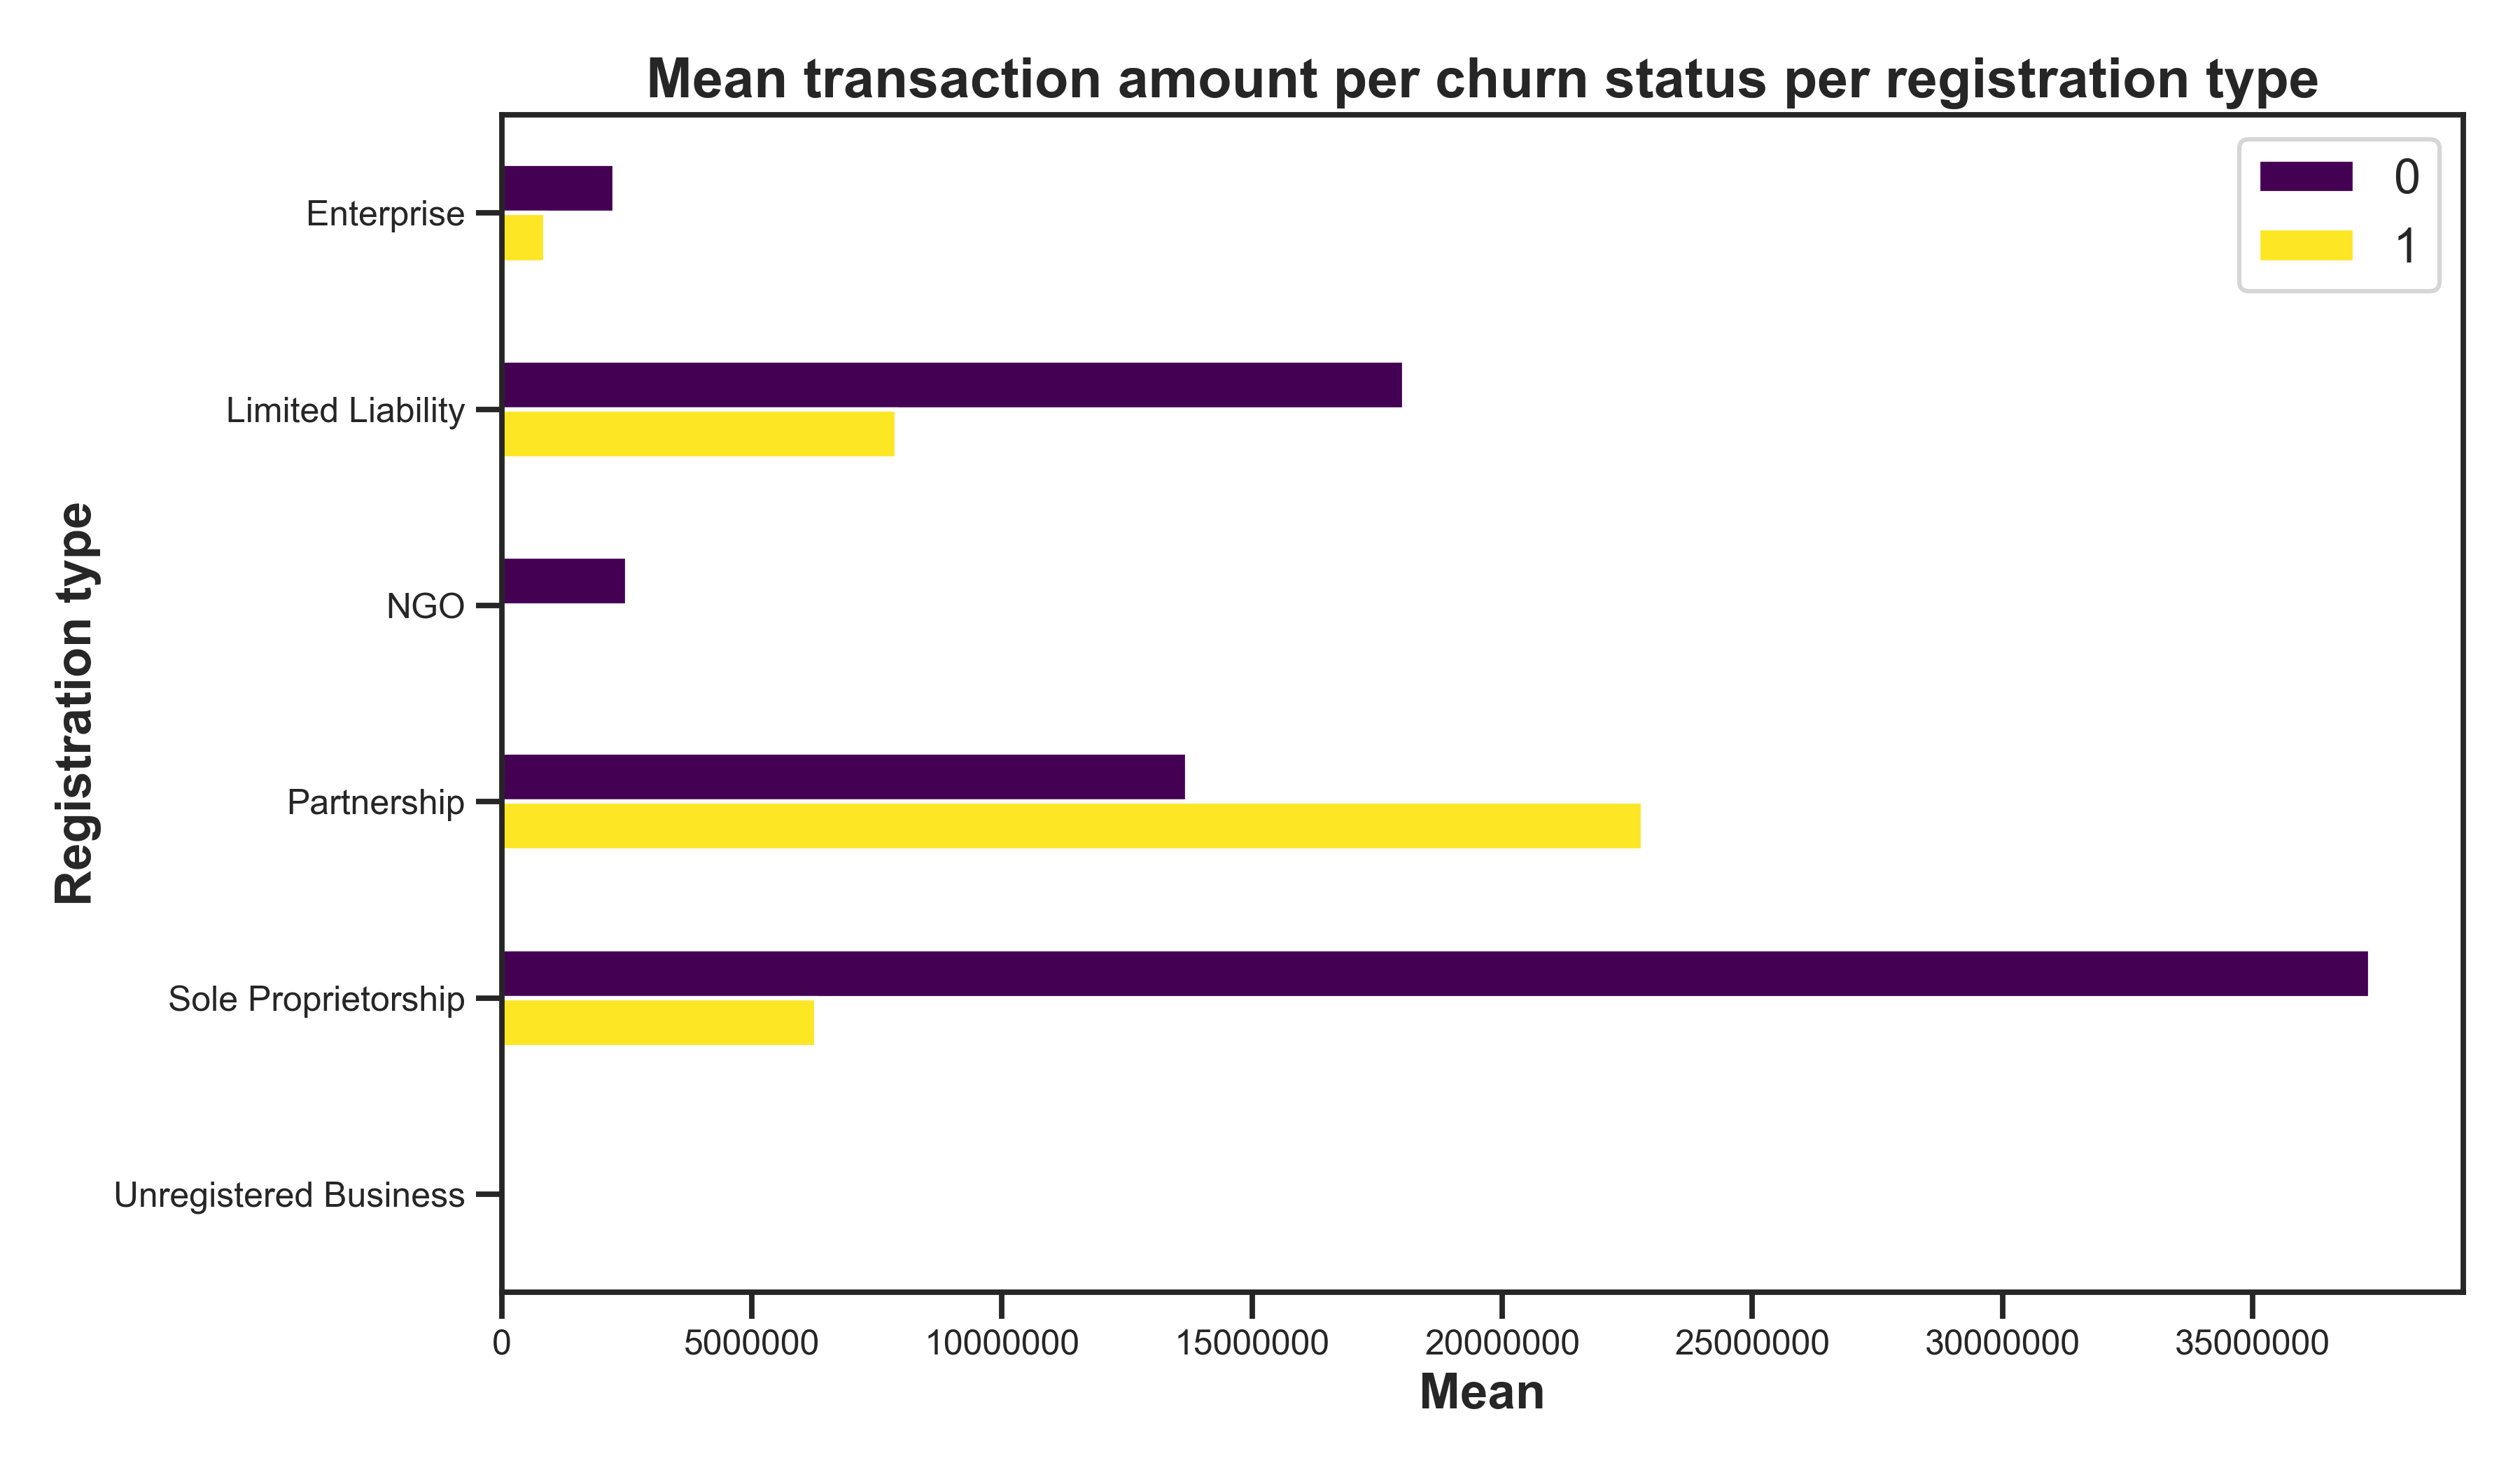 Mean transaction amount per churn status per registration type
0
1
Registration type
Enterprise
Limited Liability
NGO
Partnership
Sole Proprietorship
Unregistered Business
0 5000000 10000000 15000000 20000000 25000000 30000000 35000000
Mean